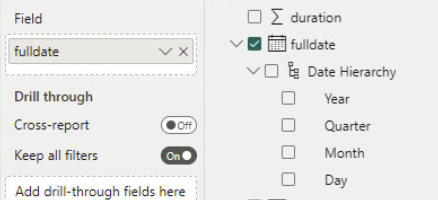 Field
fulldate
Drill through
Cross-report
Off
Keep all filters
On
Add drill-through fields here
Σ duration
fulldate
Date Hierarchy
Year
Quarter
Month
Day